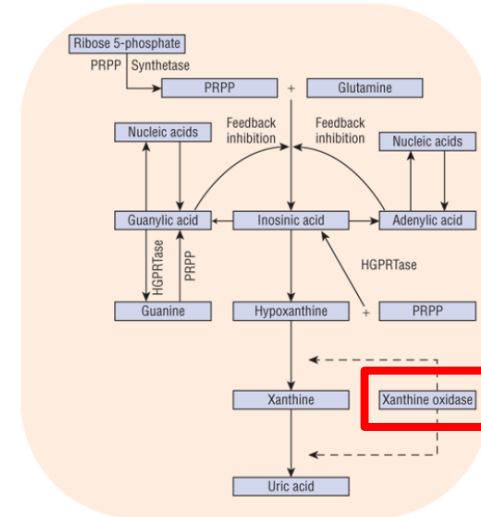 Ribose 5-phosphate
PRPP Synthetase
PRPP + Glutamine
Feedback
inhibition
Feedback
inhibition
Nucleic acids
Nucleic acids
Guanylic acid
Inosinic acid
Adenylic acid
HGPRTase
PRPP
HGPRTase
Guanine
Hypoxanthine + PRPP
Xanthine
Xanthine oxidase
Uric acid